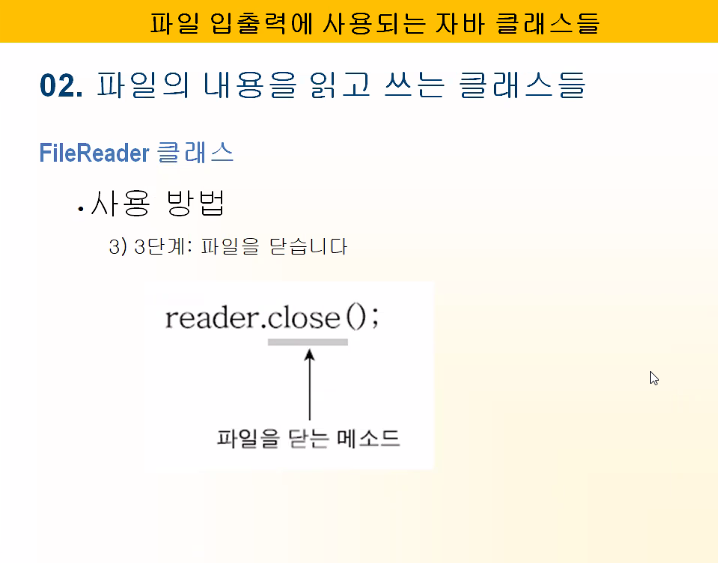 파일 입출력에 사용되는 자바 클래스들
02. 파일의 내용을 읽고 쓰는 클래스들
FileReader 클래스
• 사용 방법
3) 3단계: 파일을 닫습니다
reader.close();
파일을 닫는 메소드